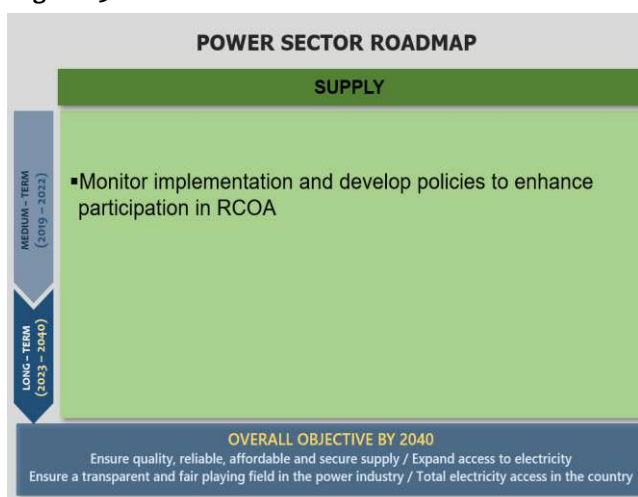 POWER SECTOR ROADMAP
SUPPLY
MEDIUM – TERM
(2019 – 2022)
▪Monitor implementation and develop policies to enhance
participation in RCOA
LONG – TERM
(2023 – 2040)
OVERALL OBJECTIVE BY 2040
Ensure quality, reliable, affordable and secure supply / Expand access to electricity
Ensure a transparent and fair playing field in the power industry / Total electricity access in the country